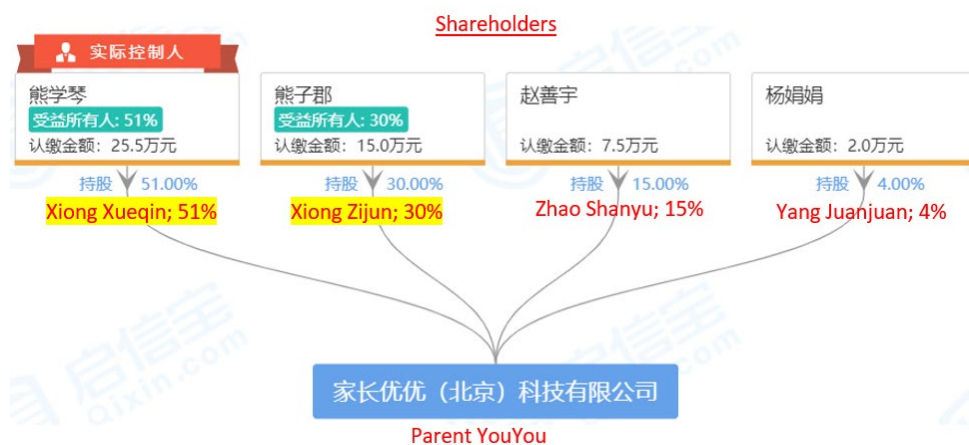 Shareholders
实际控制人
熊学琴
受益所有人: 51%
认缴金额: 25.5万元
持股 51.00%
Xiong Xueqin; 51%
熊子郡
受益所有人: 30%
认缴金额: 15.0万元
持股 30.00%
Xiong Zijun; 30%
赵善宇
认缴金额: 7.5万元
持股 15.00%
Zhao Shanyu; 15%
杨娟娟
认缴金额: 2.0万元
持股 4.00%
Yang Juanjuan; 4%
家长优优（北京）科技有限公司
Parent YouYou
启信宝
Qixin.com